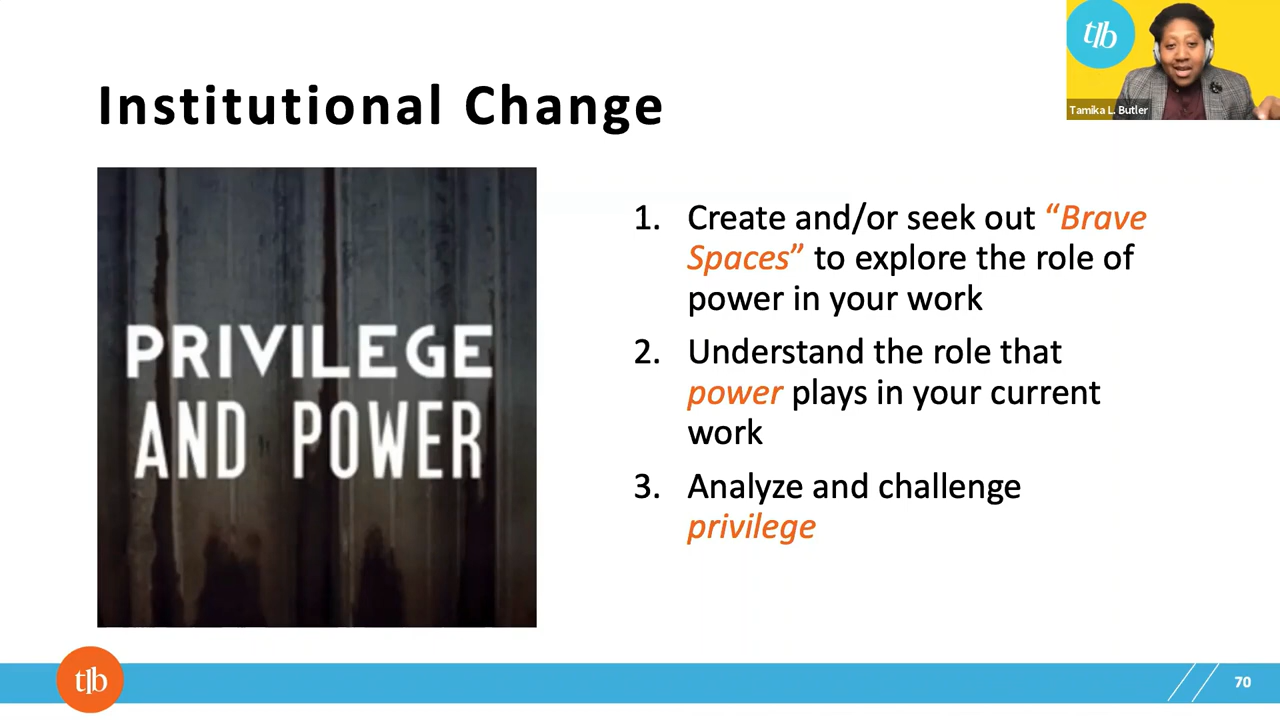 tlb
Tamika L. Butler
Institutional Change
PRIVILEGE
AND POWER
1. Create and/or seek out “Brave
Spaces” to explore the role of
power in your work
2. Understand the role that
power plays in your current
work
3. Analyze and challenge
privilege
tlb
70